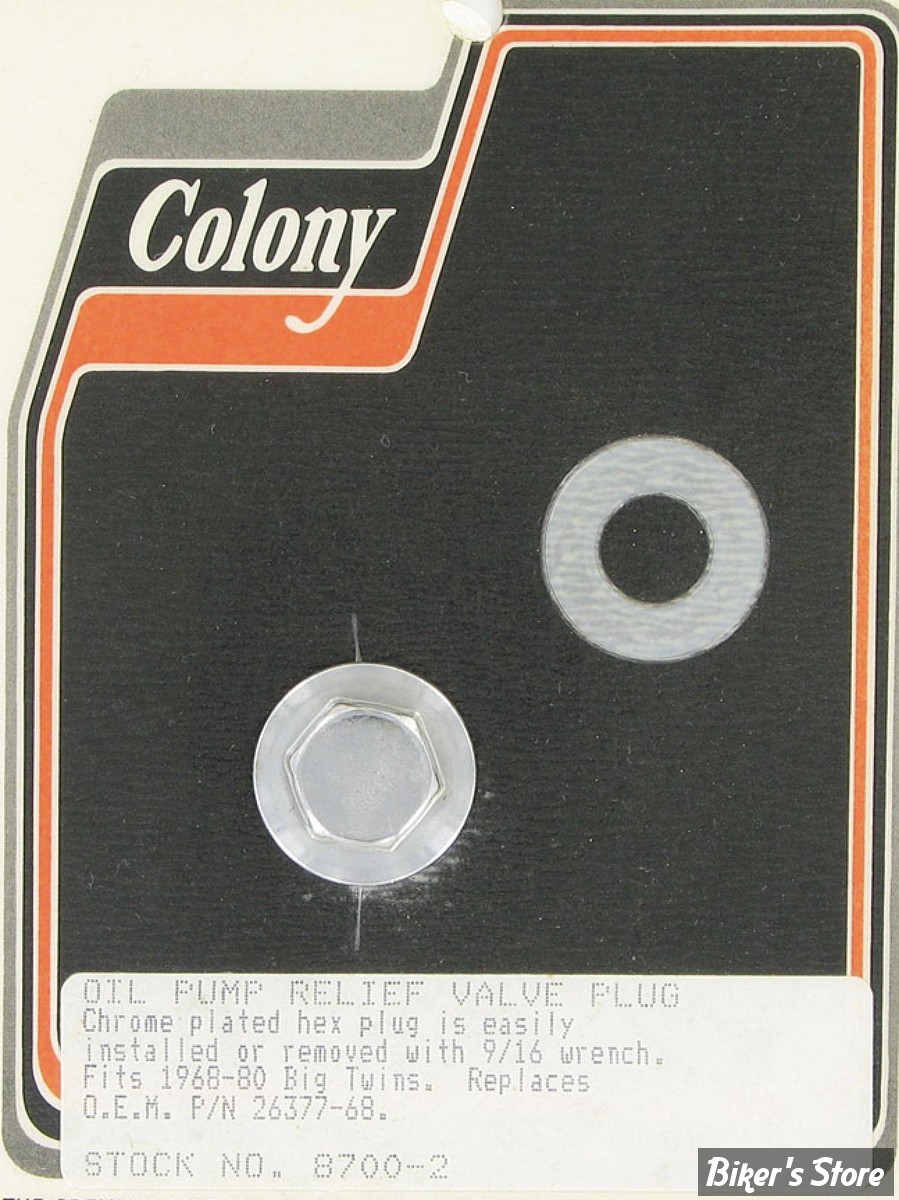 Colony
OIL PUMP RELIEF VALVE PLUG
Chrome plated hex plug is easily
installed or removed with 9/16 wrench.
Fits 1968-80 Big Twins. Replaces
O.E.M. P/N 26377-68.
STOCK NO. 8700-2
Biker's Store